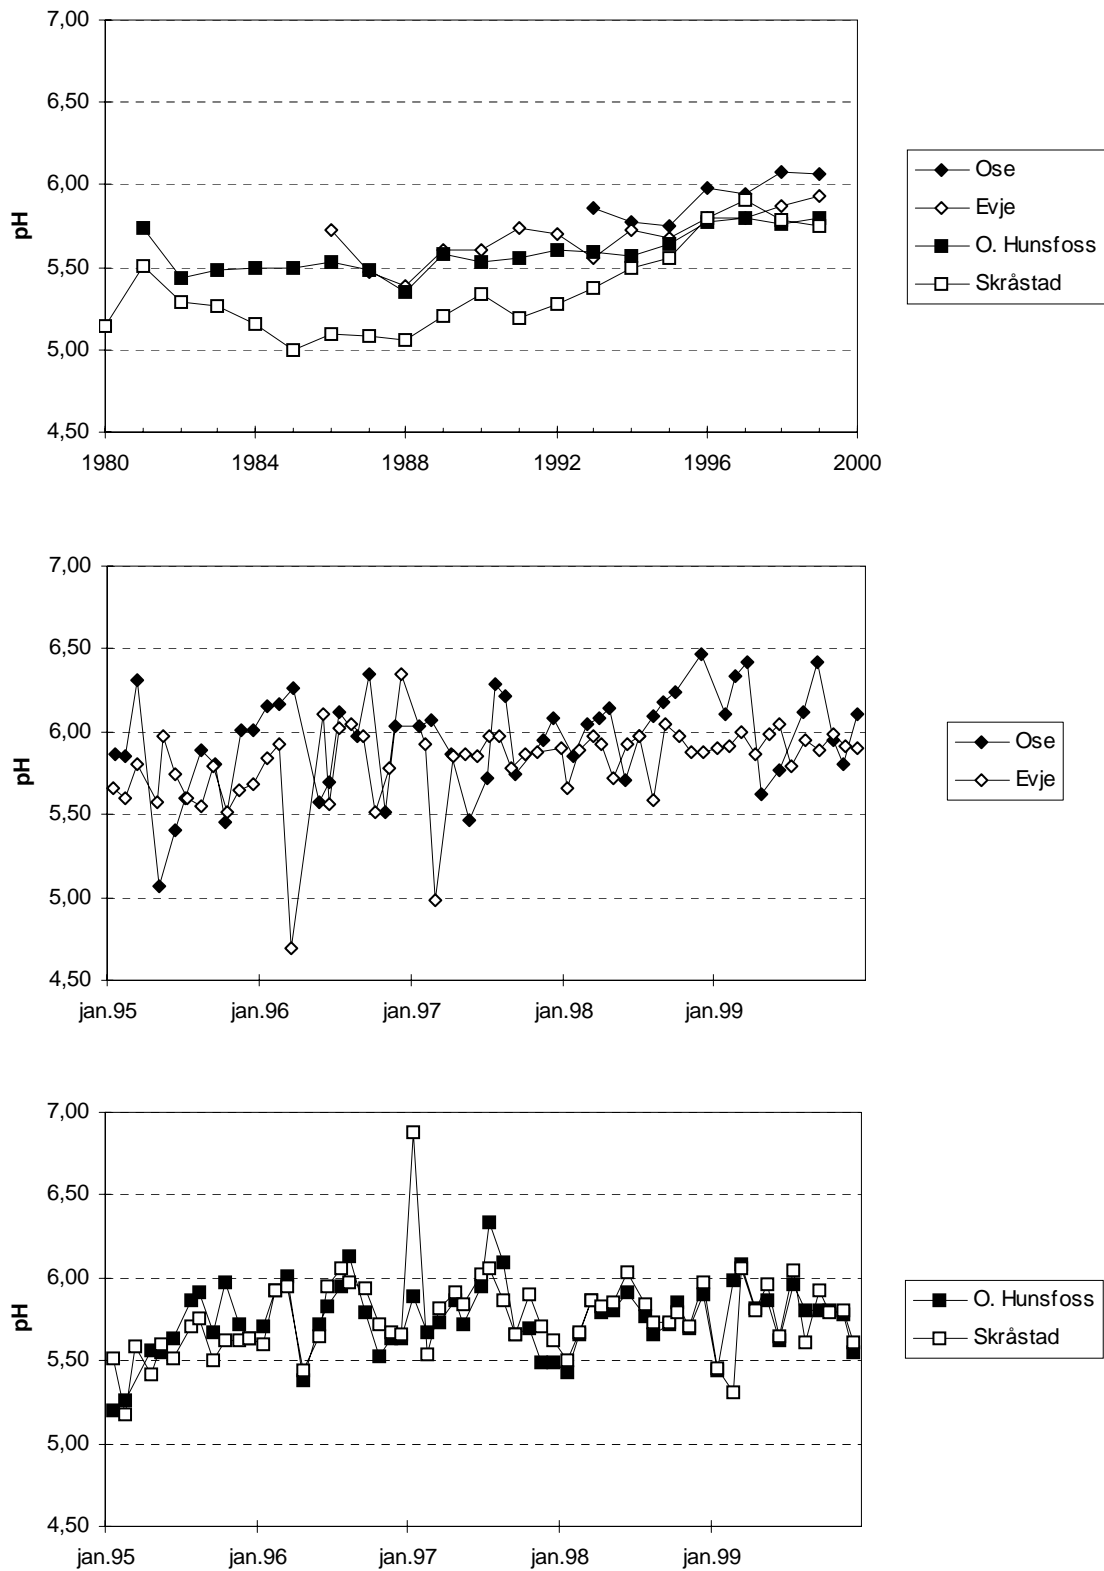 7,00
6,50
6,00
5,50
5,00
4,50
pH
1980 1984 1988 1992 1996 2000
Ose
Evje
O. Hunsfoss
Skråstad
7,00
6,50
6,00
5,50
5,00
4,50
pH
jan.95 jan.96 jan.97 jan.98 jan.99
Ose
Evje
7,00
6,50
6,00
5,50
5,00
4,50
pH
jan.95 jan.96 jan.97 jan.98 jan.99
O. Hunsfoss
Skråstad